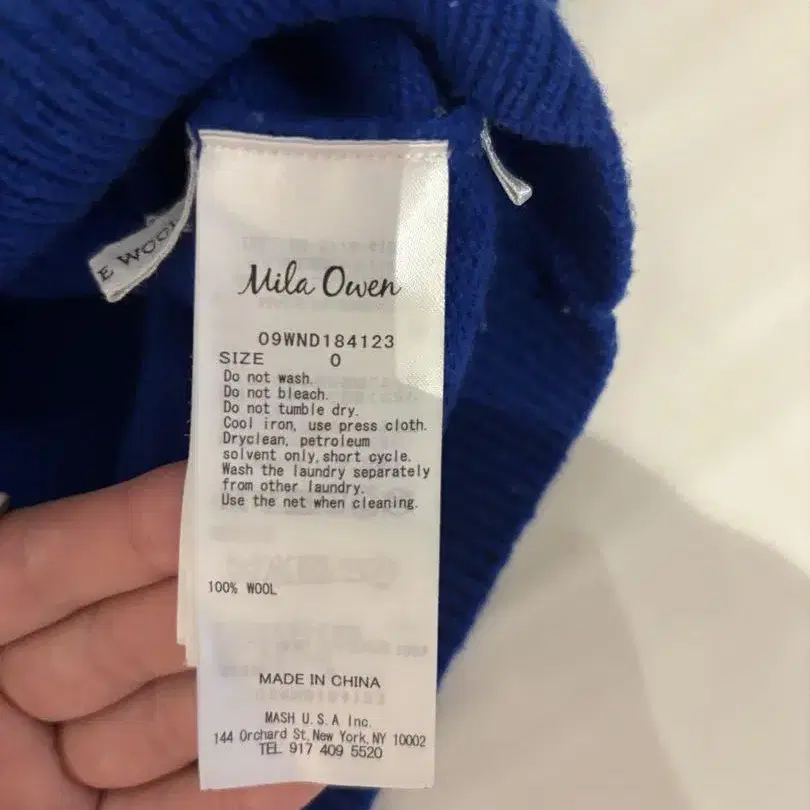 E WOOL
Mila Owen
09WND184123
SIZE 0
Do not wash.
Do not bleach.
Do not tumble dry.
Cool iron, use press cloth.
Dryclean, petroleum
solvent only,short cycle.
Wash the laundry separately
from other laundry.
Use the net when cleaning.
100% WOOL
MADE IN CHINA
MASH U.S.A Inc.
144 Orchard St,New York,NY 10002
TEL 917 409 5520